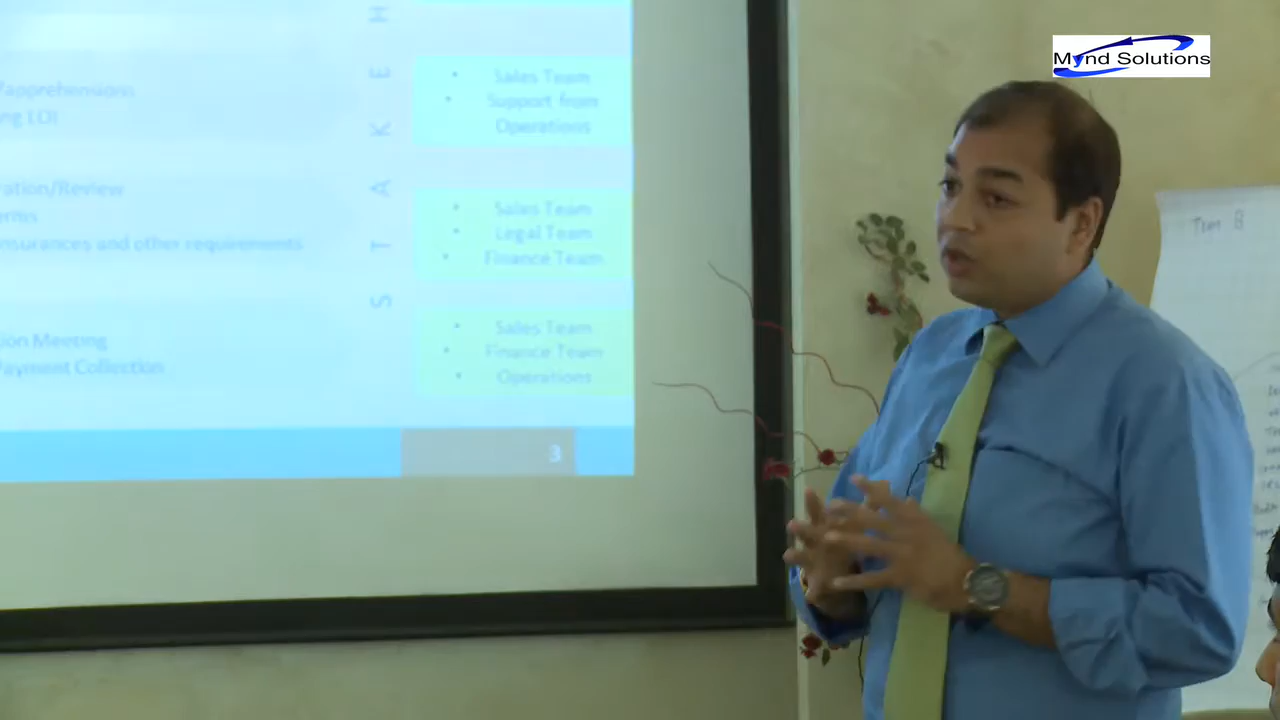 Mynd Solutions
H
E
K
A
T
S
/apprehensions
ng LOI
ration/Review
erms
nsurances and other requirements
ion Meeting
Payment Collection
• Sales Team
• Support from
Operations
• Sales Team
• Legal Team
• Finance Team
• Sales Team
• Finance Team
• Operations
3